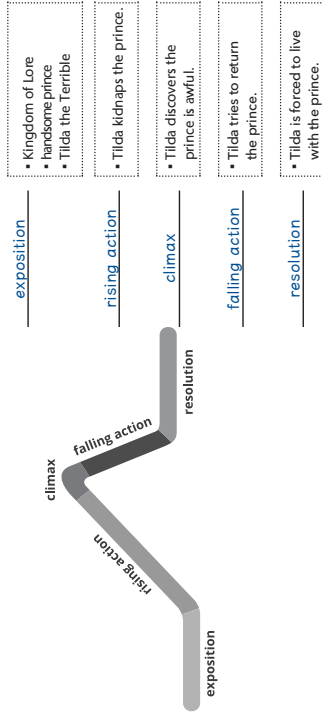 exposition
▪ Kingdom of Lore
▪ handsome prince
▪ Tilda the Terrible
rising action
▪ Tilda kidnaps the prince.
climax
▪ Tilda discovers the
prince is awful.
falling action
▪ Tilda tries to return
the prince.
resolution
▪ Tilda is forced to live
with the prince.
exposition
rising action
climax
falling action
resolution